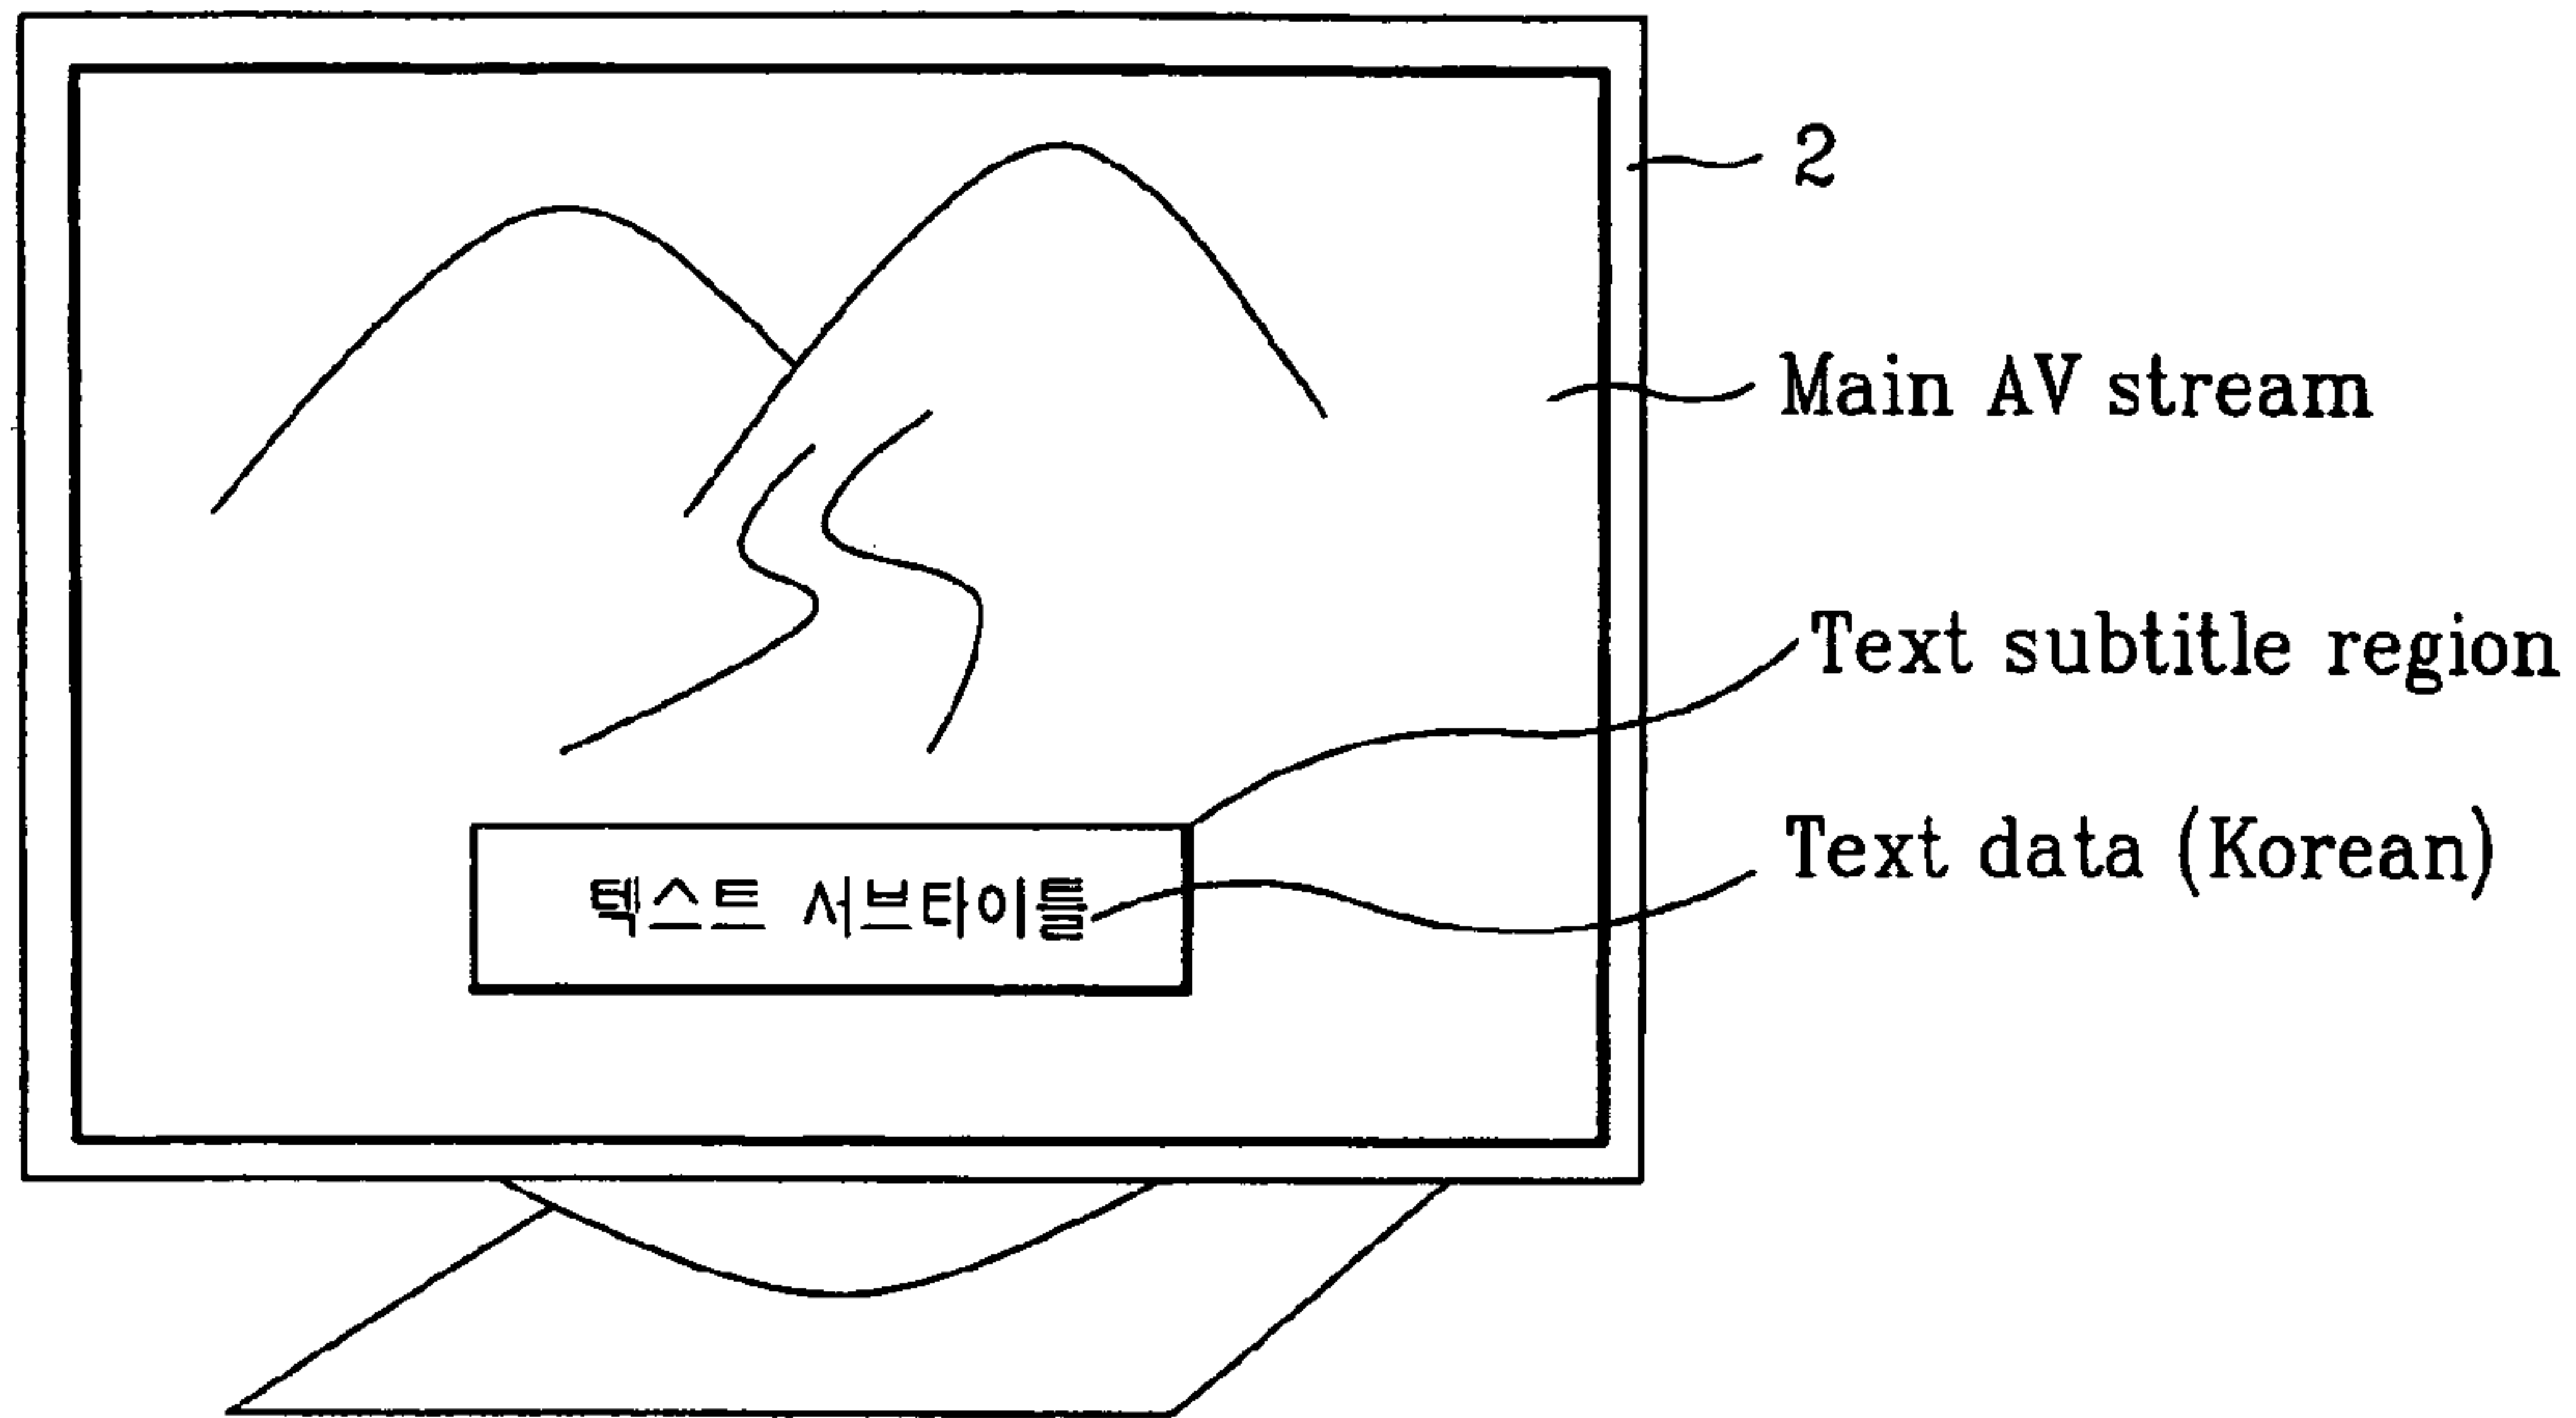 2
Main AV stream
Text subtitle region
Text data (Korean)
텍스트 서브타이틀